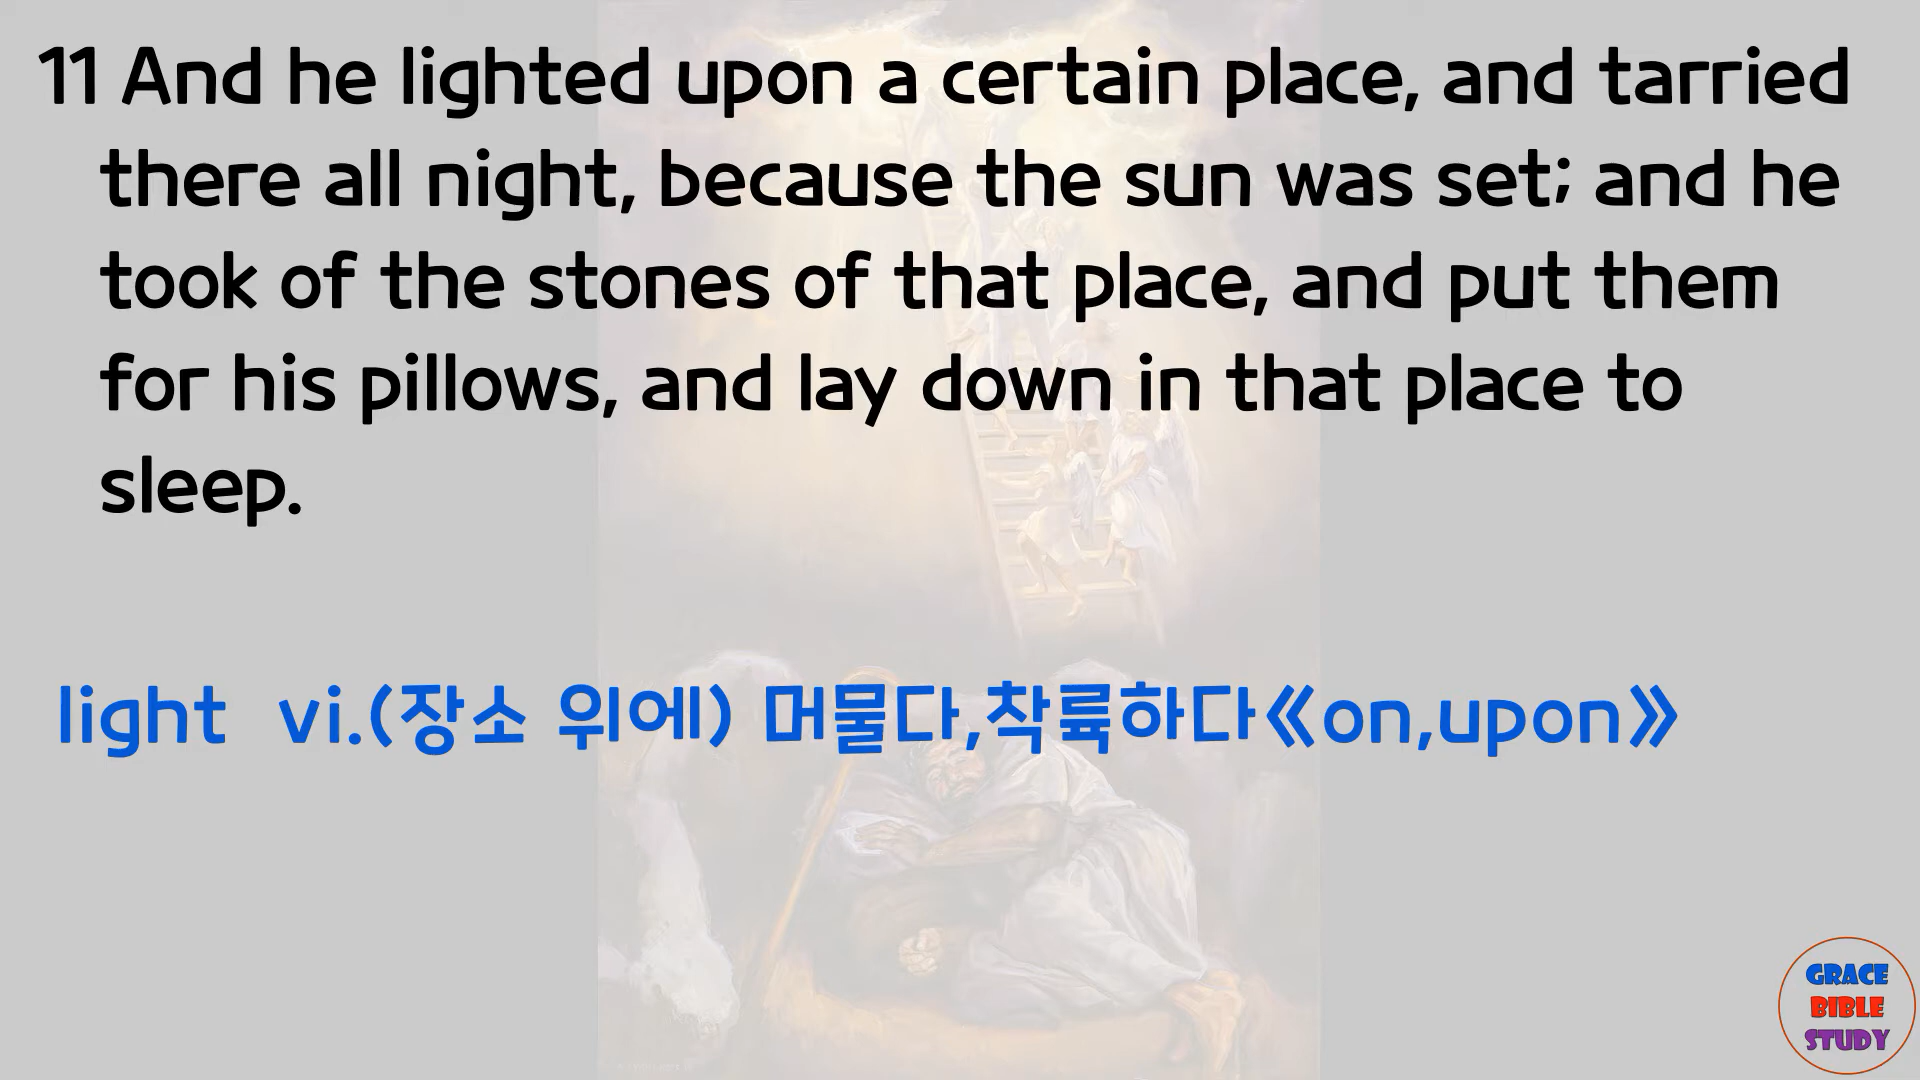 11 And he lighted upon a certain place, and tarried
there all night, because the sun was set; and he
took of the stones of that place, and put them
for his pillows, and lay down in that place to
sleep.
light vi.(장소 위에) 머물다,착륙하다《on,upon》
GRACE
BIBLE
STUDY